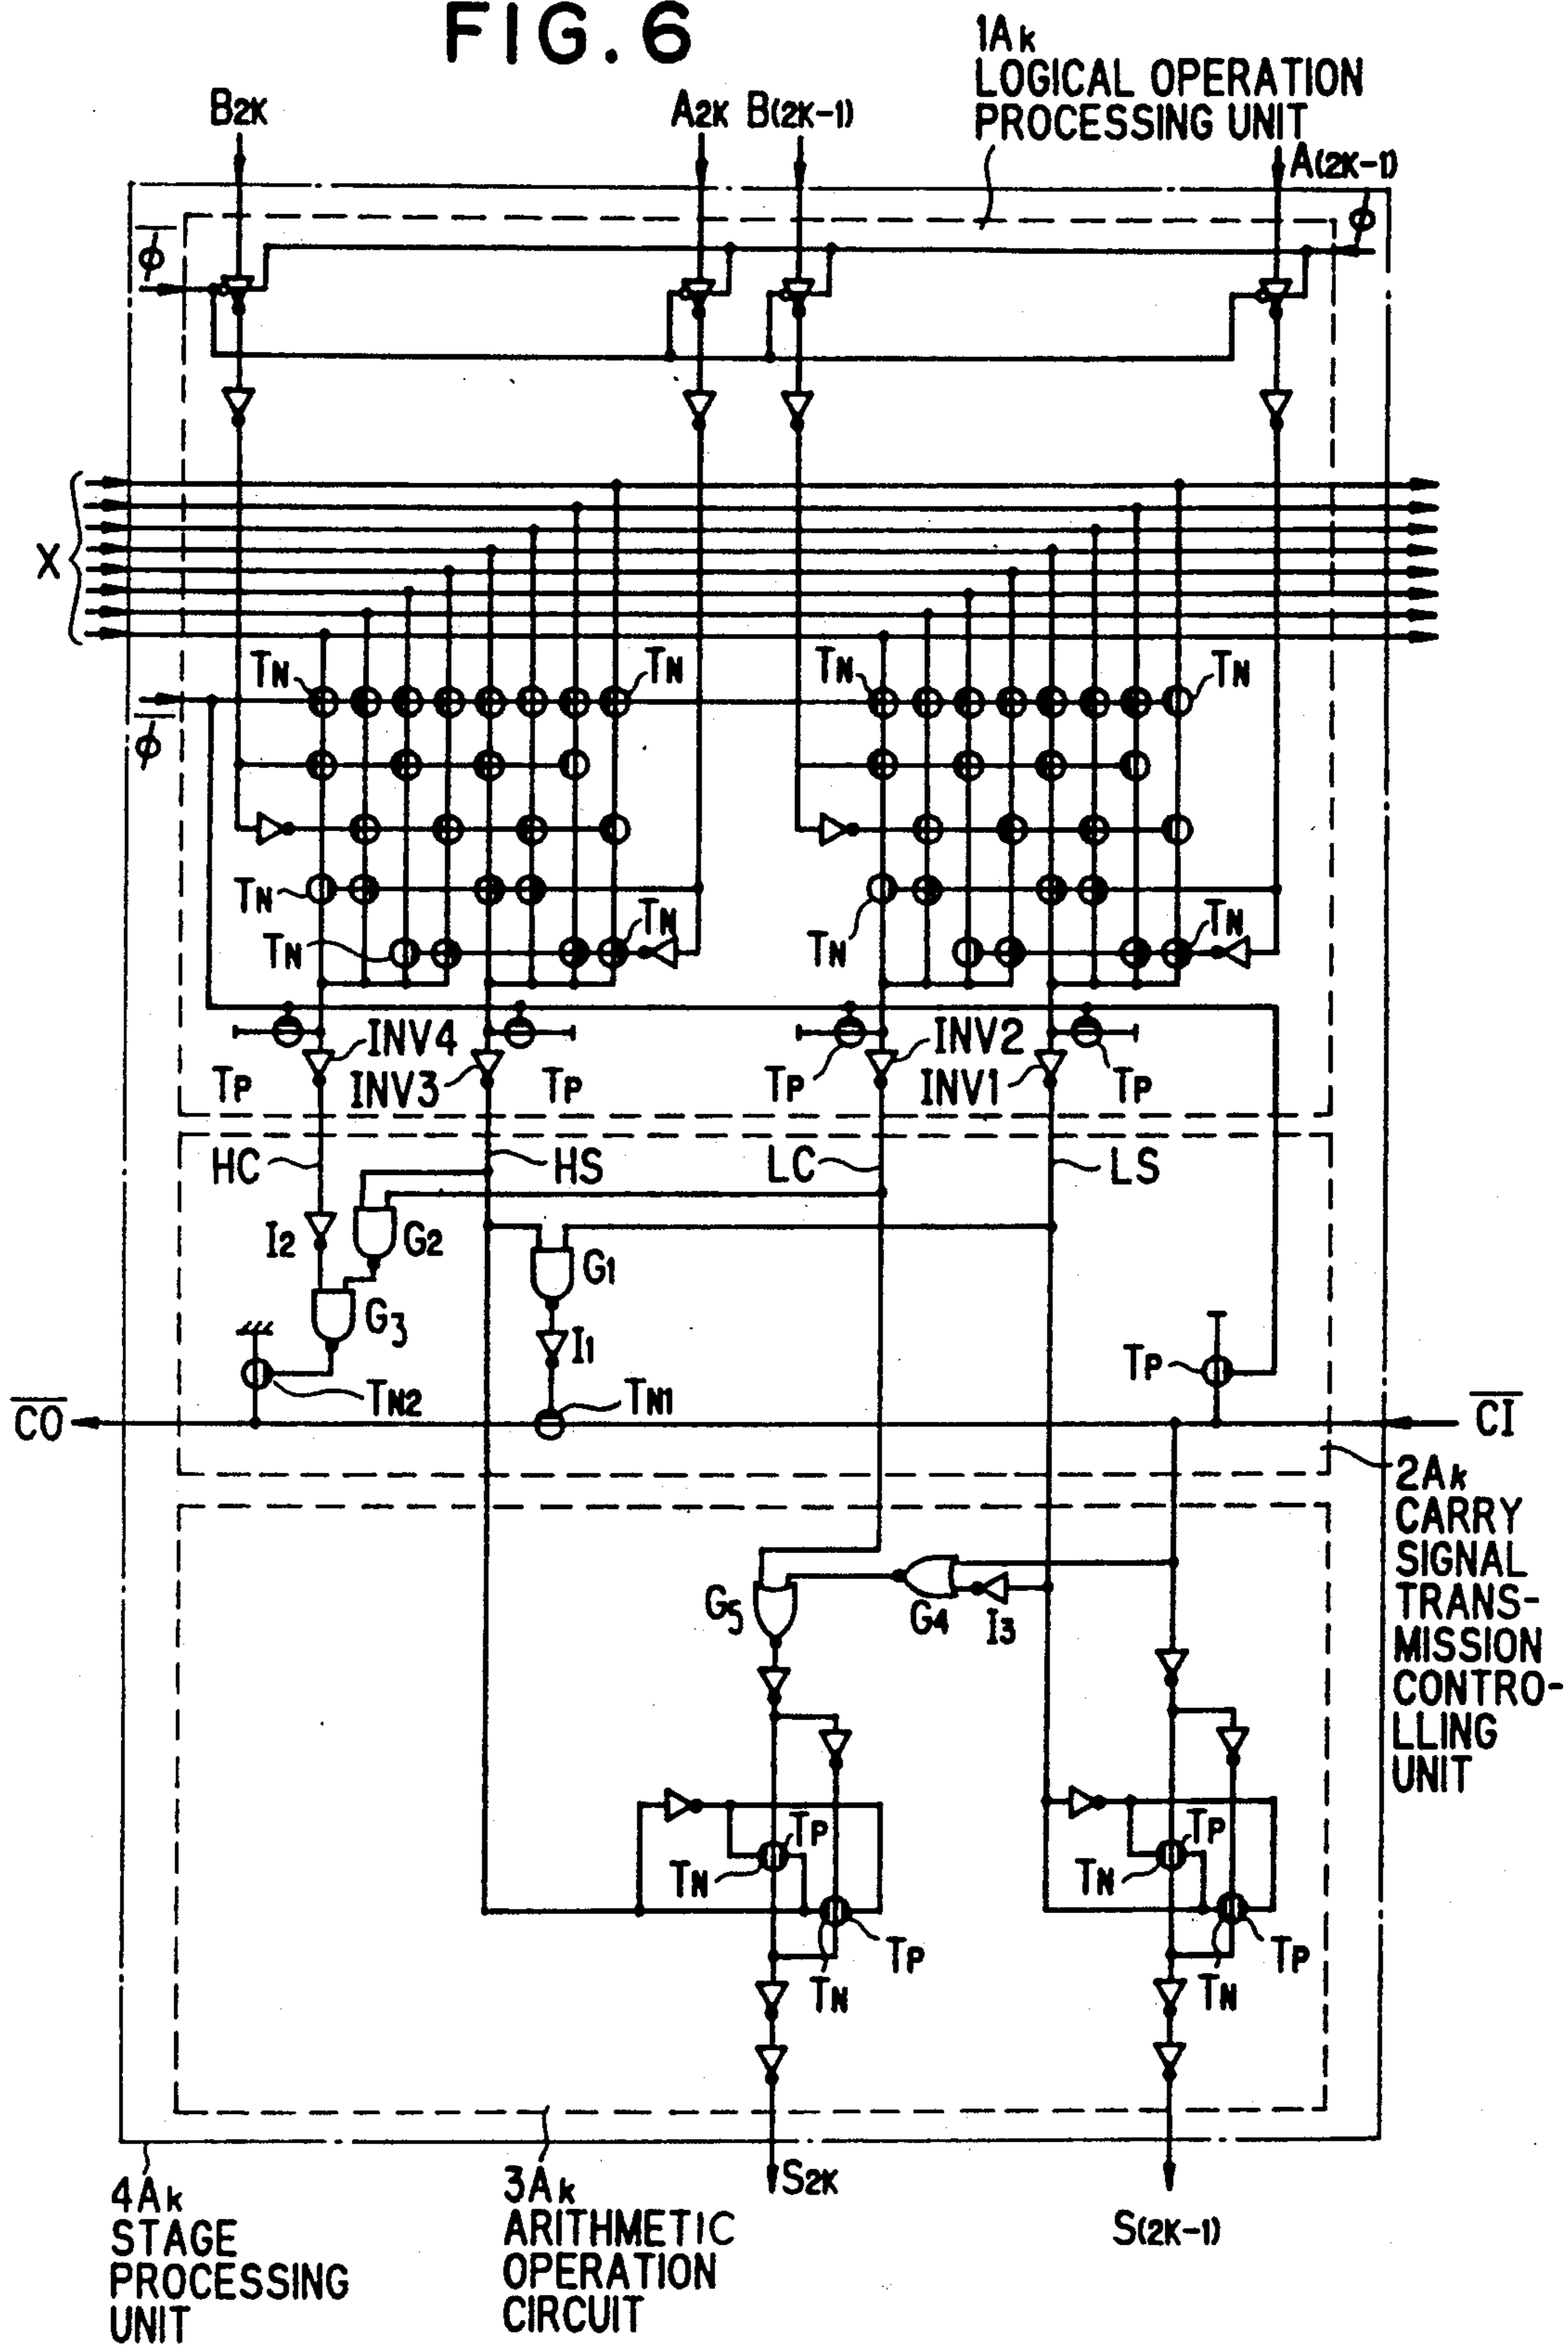 FIG. 6
1Ak
LOGICAL OPERATION
PROCESSING UNIT
B2K
A2K B(2K-1)
A(2K-1)
φ
φ
X
TN
TN
TN
TN
φ
TN
TN
TN
TN
TN
TN
INV4
INV2
INV3
INV1
TP
TP
TP
TP
HC
HS
LC
LS
I2
G2
G1
G3
I1
TP
CO
TN2
TN1
CI
2Ak
CARRY
SIGNAL
TRANS-
MISSION
CONTRO-
LLING
UNIT
G5
G4
I3
TP
TN
TP
TN
TP
TN
TP
TN
S2K
S(2K-1)
4Ak
STAGE
PROCESSING
UNIT
3Ak
ARITHMETIC
OPERATION
CIRCUIT